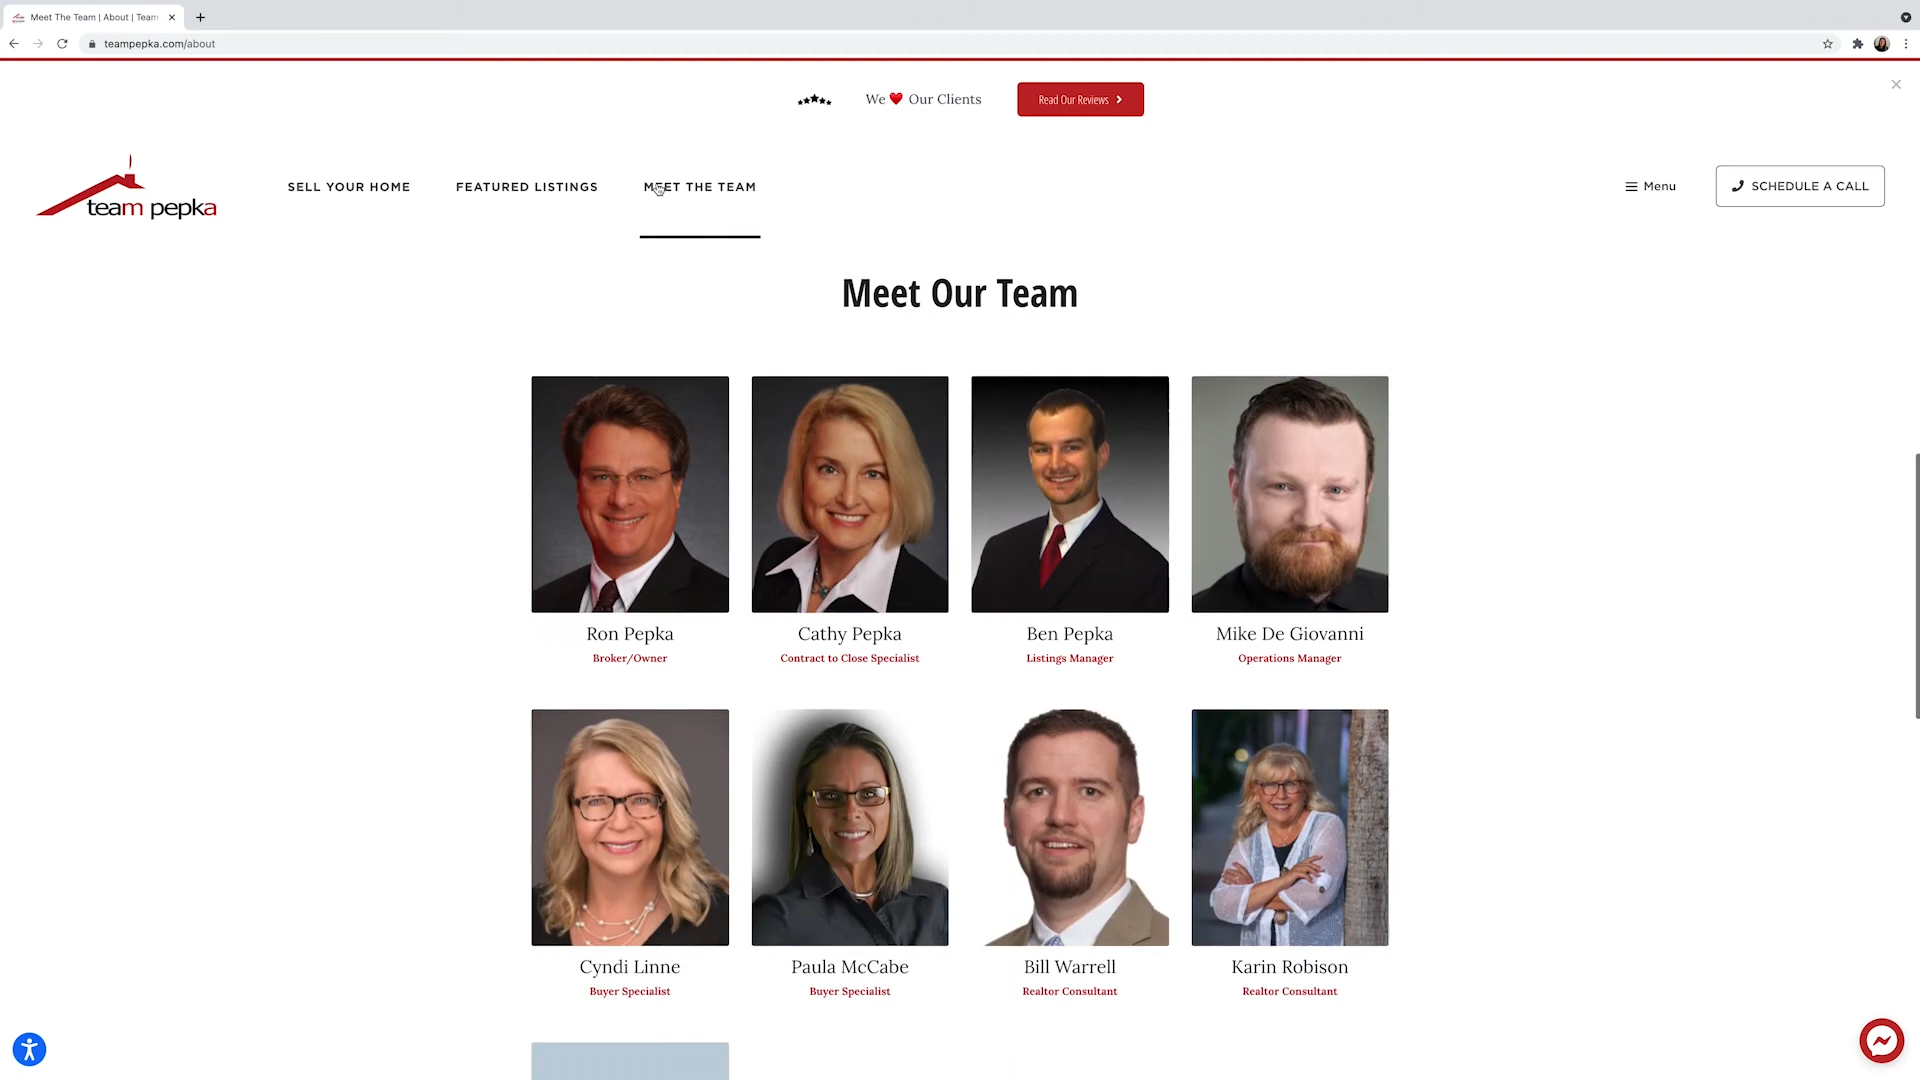 Meet The Team | About | Team
teampepka.com/about
We ❤ Our Clients
Read Our Reviews
team pepka
SELL YOUR HOME
FEATURED LISTINGS
MEET THE TEAM
Menu
SCHEDULE A CALL
Meet Our Team
Ron Pepka
Broker/Owner
Cathy Pepka
Contract to Close Specialist
Ben Pepka
Listings Manager
Mike De Giovanni
Operations Manager
Cyndi Linne
Buyer Specialist
Paula McCabe
Buyer Specialist
Bill Warrell
Realtor Consultant
Karin Robison
Realtor Consultant